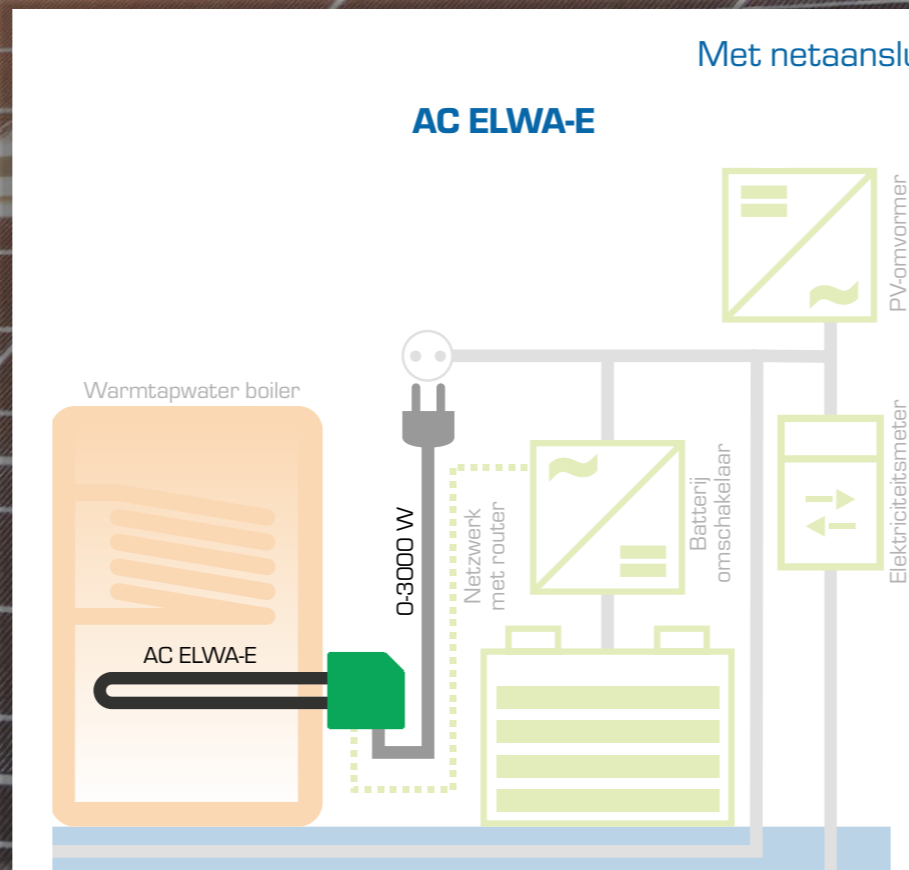 Met netaanslu
AC ELWA-E
PV-omvormer
Warmtapwater boiler
Elektriciteitsmeter
Batterij
omschakelaar
Netzwerk
met router
0-3000 W
AC ELWA-E